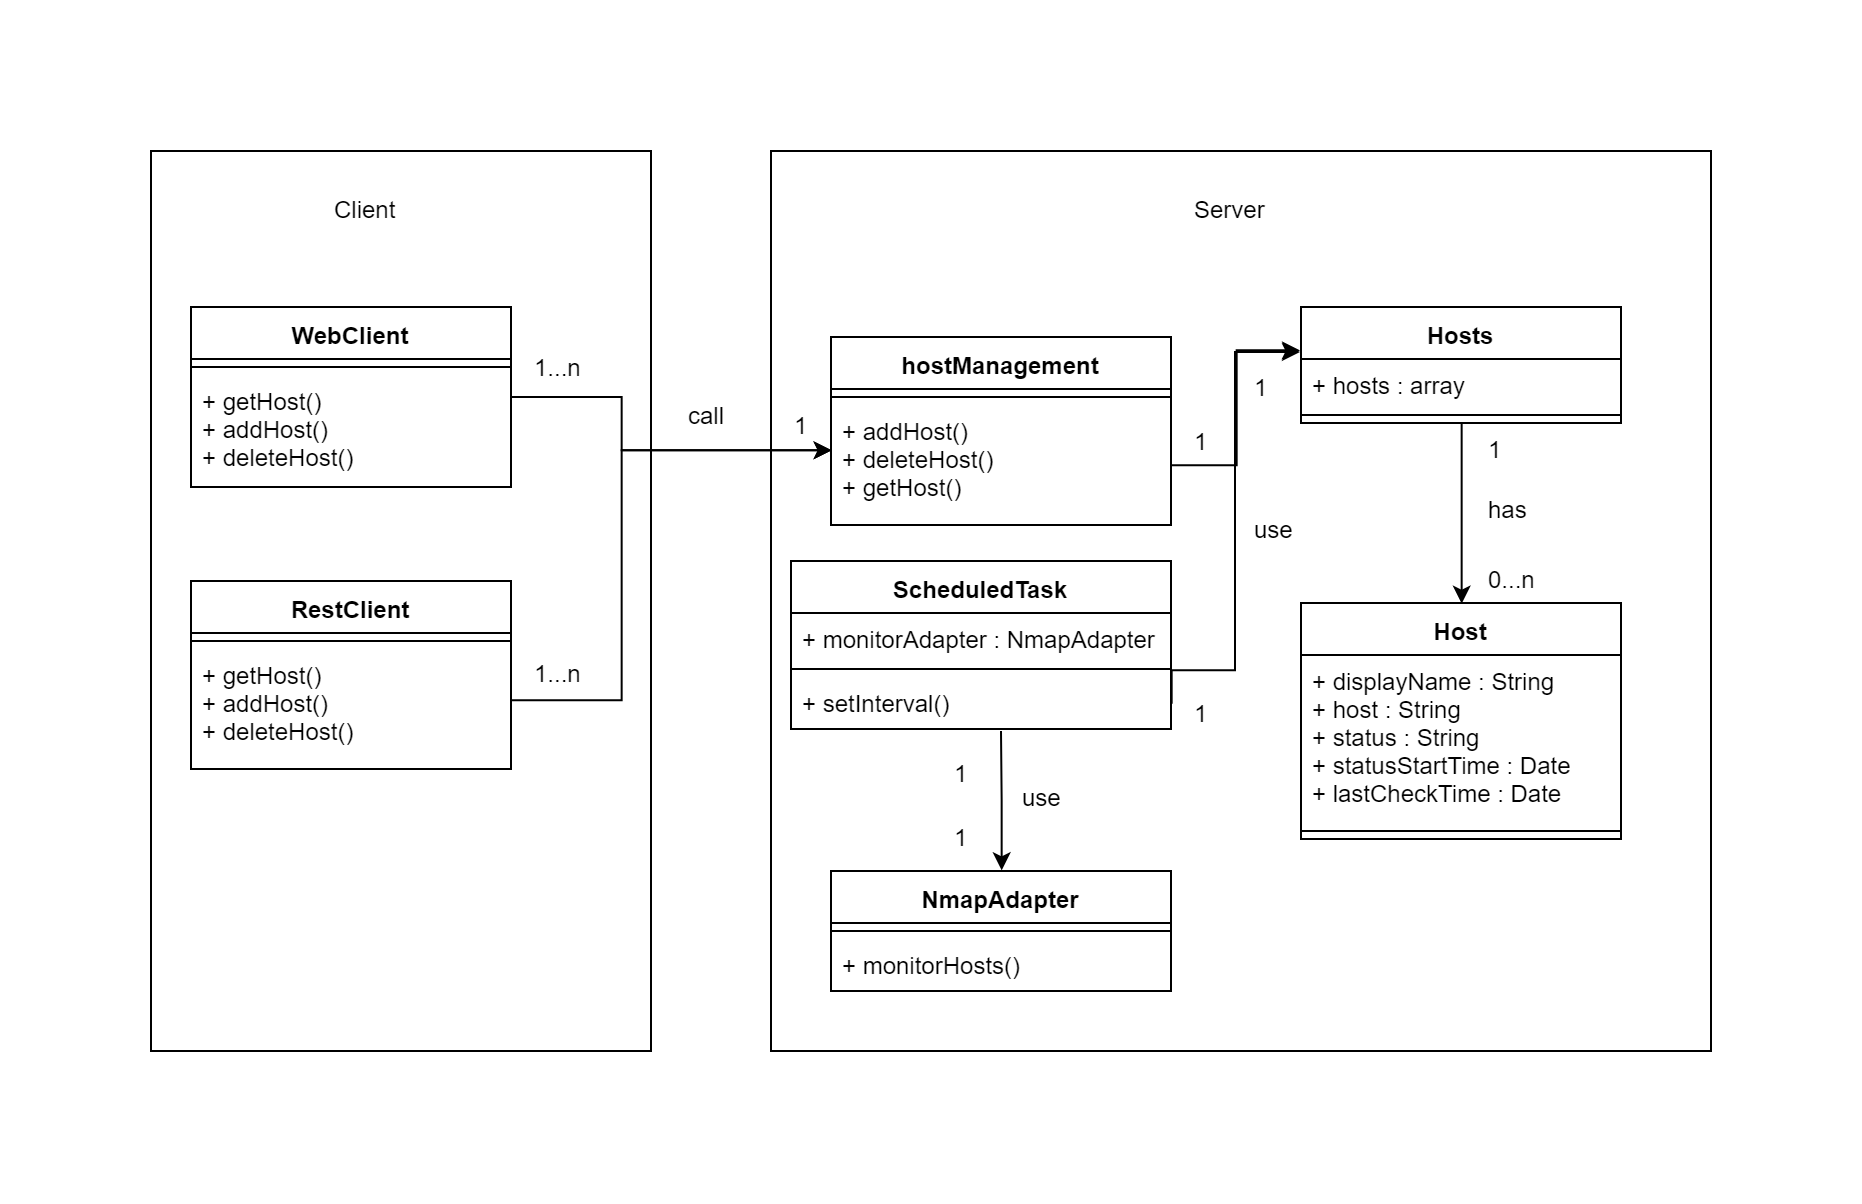 Client
WebClient
+ getHost()
+ addHost()
+ deleteHost()
1...n
RestClient
+ getHost()
+ addHost()
+ deleteHost()
1...n
call
1
Server
hostManagement
+ addHost()
+ deleteHost()
+ getHost()
1
1
use
ScheduledTask
+ monitorAdapter : NmapAdapter
+ setInterval()
1
1
use
1
NmapAdapter
+ monitorHosts()
Hosts
+ hosts : array
1
has
0...n
Host
+ displayName : String
+ host : String
+ status : String
+ statusStartTime : Date
+ lastCheckTime : Date